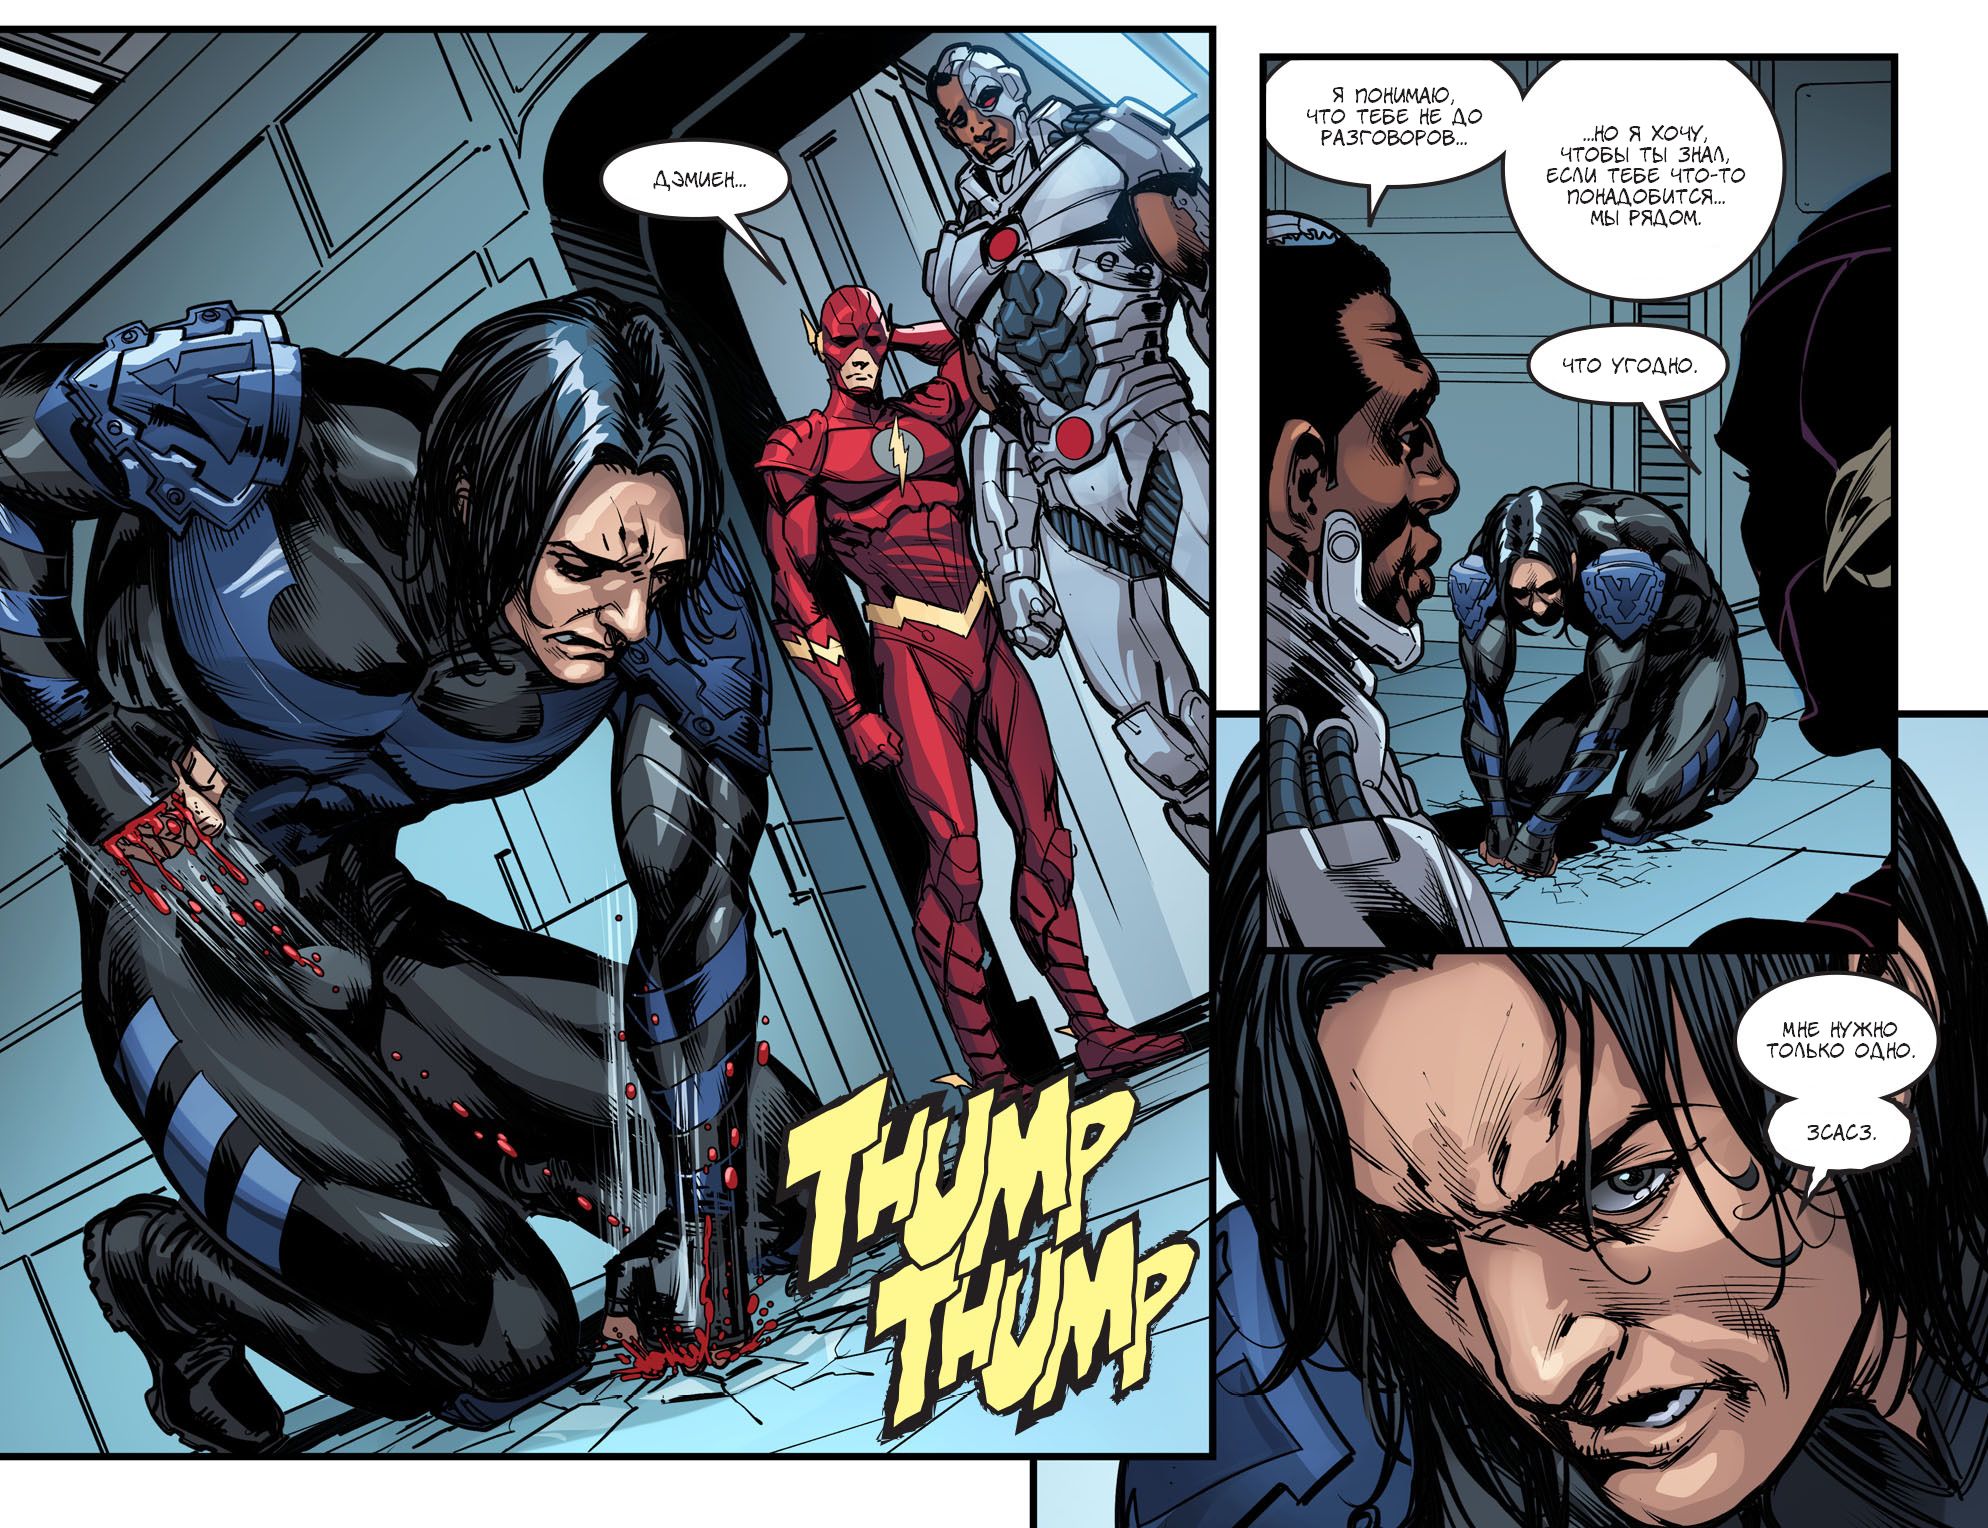 ДЭМИЕН...
THUMP
THUMP
Я ПОНИМАЮ,
ЧТО ТЕБЕ НЕ ДО
РАЗГОВОРОВ...
...НО Я ХОЧУ,
ЧТОБЫ ТЫ ЗНАЛ,
ЕСЛИ ТЕБЕ ЧТО-ТО
ПОНАДОБИТСЯ...
МЫ РЯДОМ.
ЧТО УГОДНО.
МНЕ НУЖНО
ТОЛЬКО ОДНО.
ЗСАСЗ.